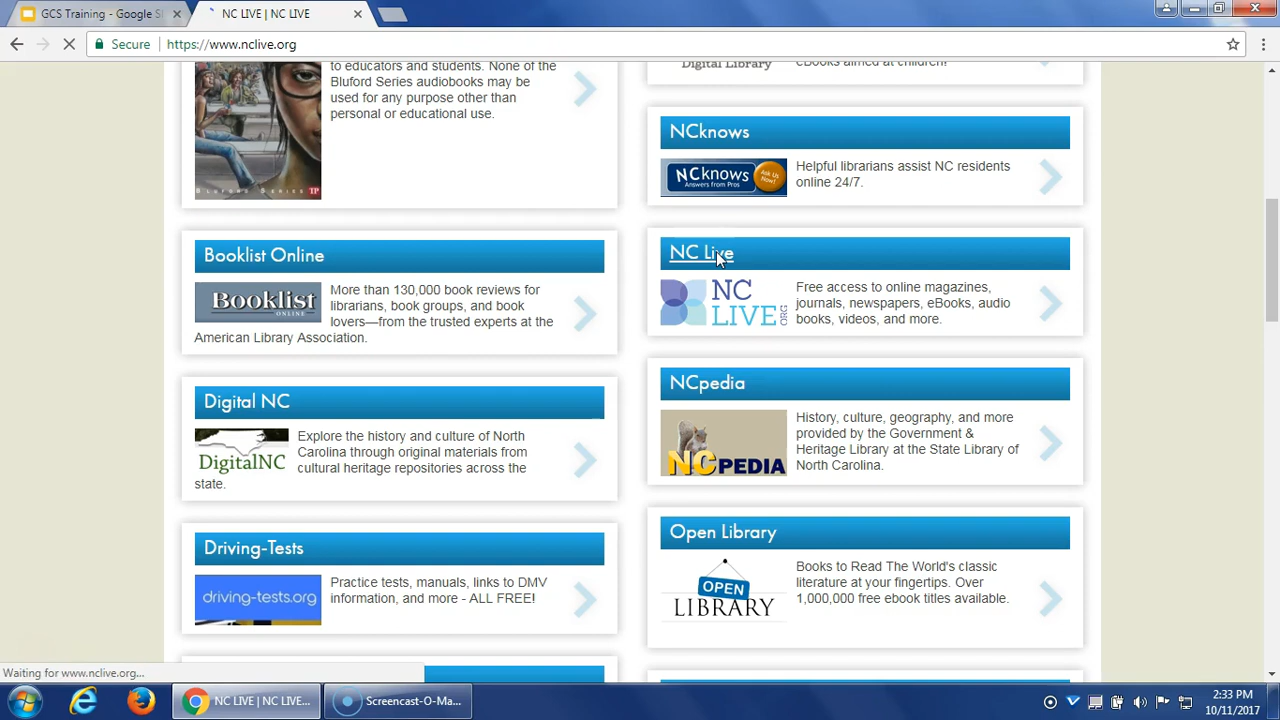 GCS Training - Google S
NC LIVE | NC LIVE
Secure
https://www.nclive.org
to educators and students. None of the
Bluford Series audiobooks may be
used for any purpose other than
personal or educational use.
BLUFORD SERIES
TP
Booklist Online
Booklist
ONLINE
More than 130,000 book reviews for
librarians, book groups, and book
lovers—from the trusted experts at the
American Library Association.
Digital NC
DigitalNC
Explore the history and culture of North
Carolina through original materials from
cultural heritage repositories across the
state.
Driving-Tests
driving-tests.org
Practice tests, manuals, links to DMV
information, and more - ALL FREE!
Digital Library
eBooks aimed at children!
NCknows
NCknows
Answers from Pros
Ask Us
Now!
Helpful librarians assist NC residents
online 24/7.
NC Live
NC
LIVE
ORG
Free access to online magazines,
journals, newspapers, eBooks, audio
books, videos, and more.
NCpedia
NCPEDIA
History, culture, geography, and more
provided by the Government &
Heritage Library at the State Library of
North Carolina.
Open Library
OPEN
LIBRARY
Books to Read The World's classic
literature at your fingertips. Over
1,000,000 free ebook titles available.
Waiting for www.nclive.org...
NC LIVE | NC LIVE...
Screencast-O-Ma...
2:33 PM
10/11/2017